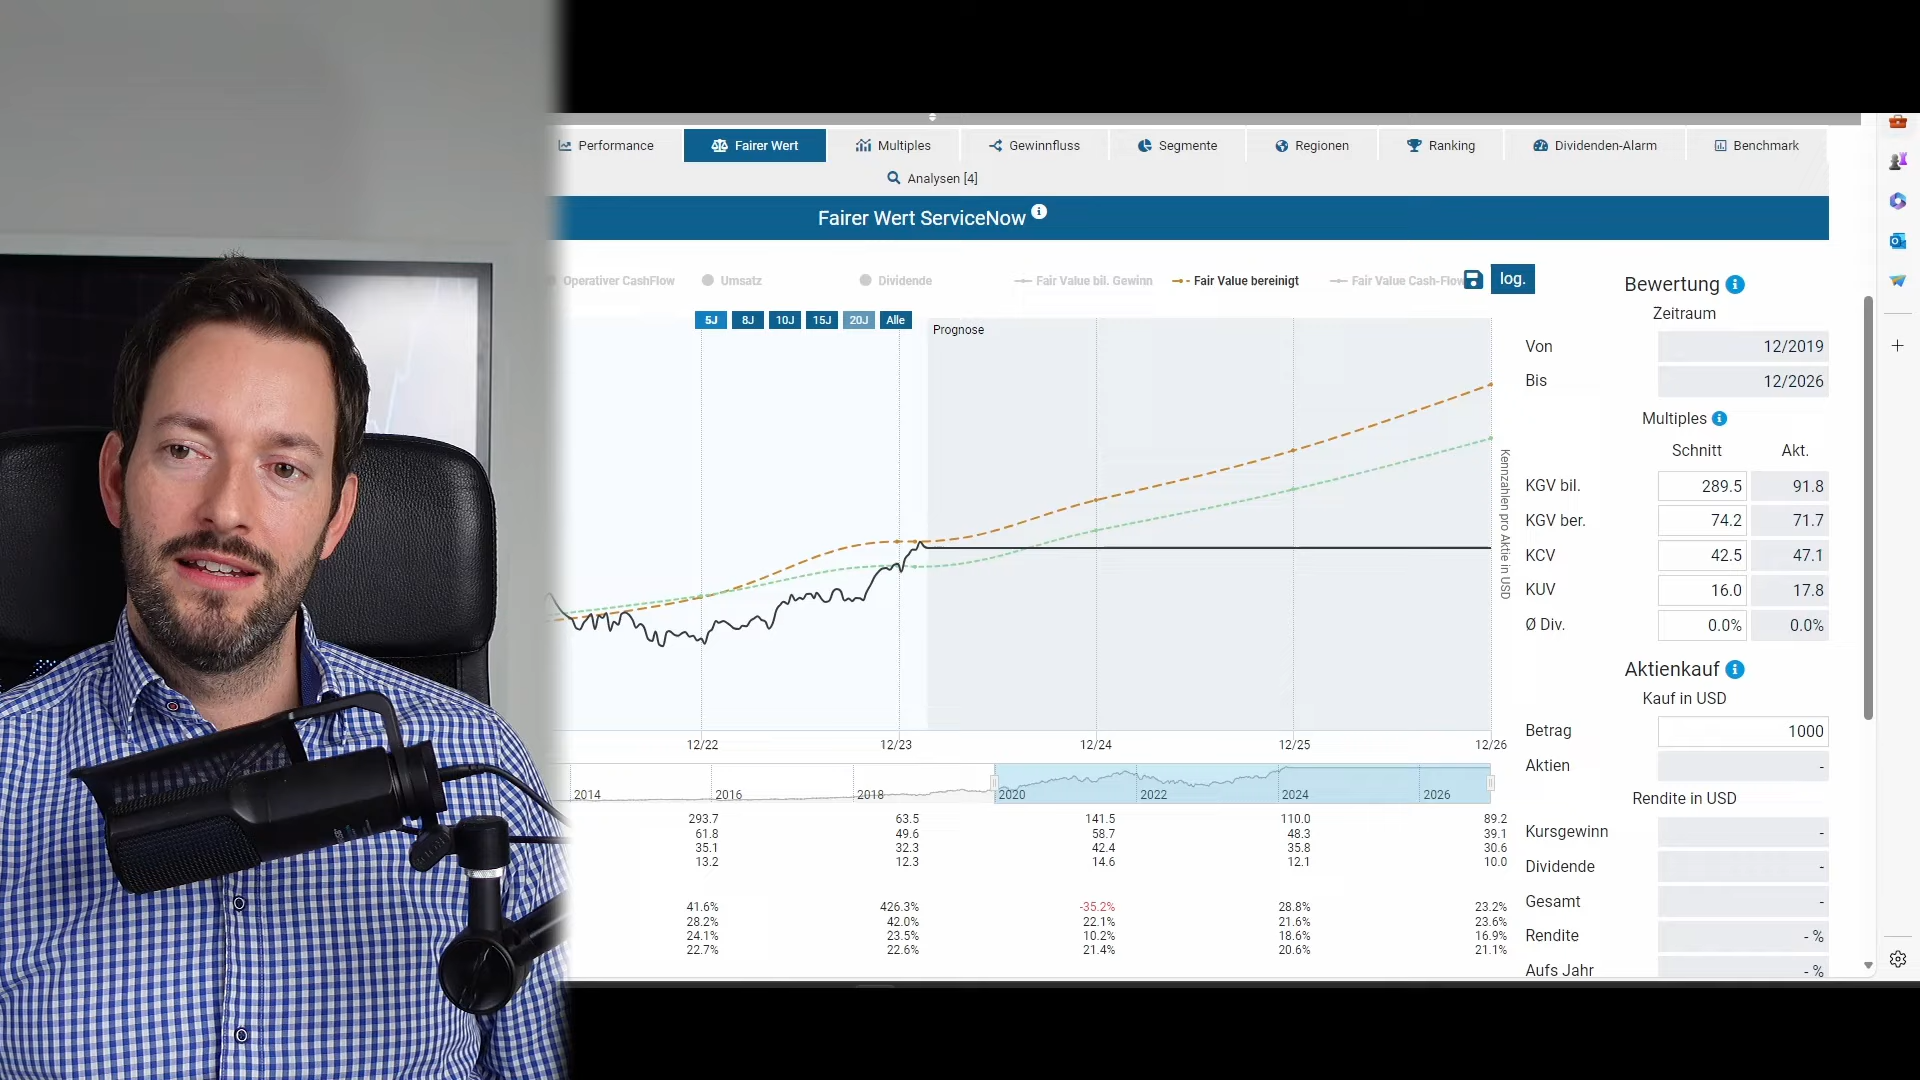 Performance
Fairer Wert
Multiples
Gewinnfluss
Segmente
Regionen
Ranking
Dividenden-Alarm
Benchmark
Analysen [4]
Fairer Wert ServiceNow
Operativer CashFlow
Umsatz
Dividende
Fair Value bil. Gewinn
Fair Value bereinigt
Fair Value Cash-Flow
log.
5J
8J
10J
15J
20J
Alle
Prognose
Kennzahlen pro Aktie in USD
12/22
12/23
12/24
12/25
12/26
2014
2016
2018
2020
2022
2024
2026
293.7 63.5 141.5 110.0 89.2
61.8 49.6 58.7 48.3 39.1
35.1 32.3 42.4 35.8 30.6
13.2 12.3 14.6 12.1 10.0
41.6% 426.3% -35.2% 28.8% 23.2%
28.2% 42.0% 22.1% 21.6% 23.6%
24.1% 23.5% 10.2% 18.6% 16.9%
22.7% 22.6% 21.4% 20.6% 21.1%
Bewertung
Zeitraum
Von 12/2019
Bis 12/2026
Multiples
Schnitt Akt.
KGV bil. 289.5 91.8
KGV ber. 74.2 71.7
KCV 42.5 47.1
KUV 16.0 17.8
Ø Div. 0.0% 0.0%
Aktienkauf
Kauf in USD
Betrag 1000
Aktien -
Rendite in USD
Kursgewinn -
Dividende -
Gesamt -
Rendite - %
Aufs Jahr - %